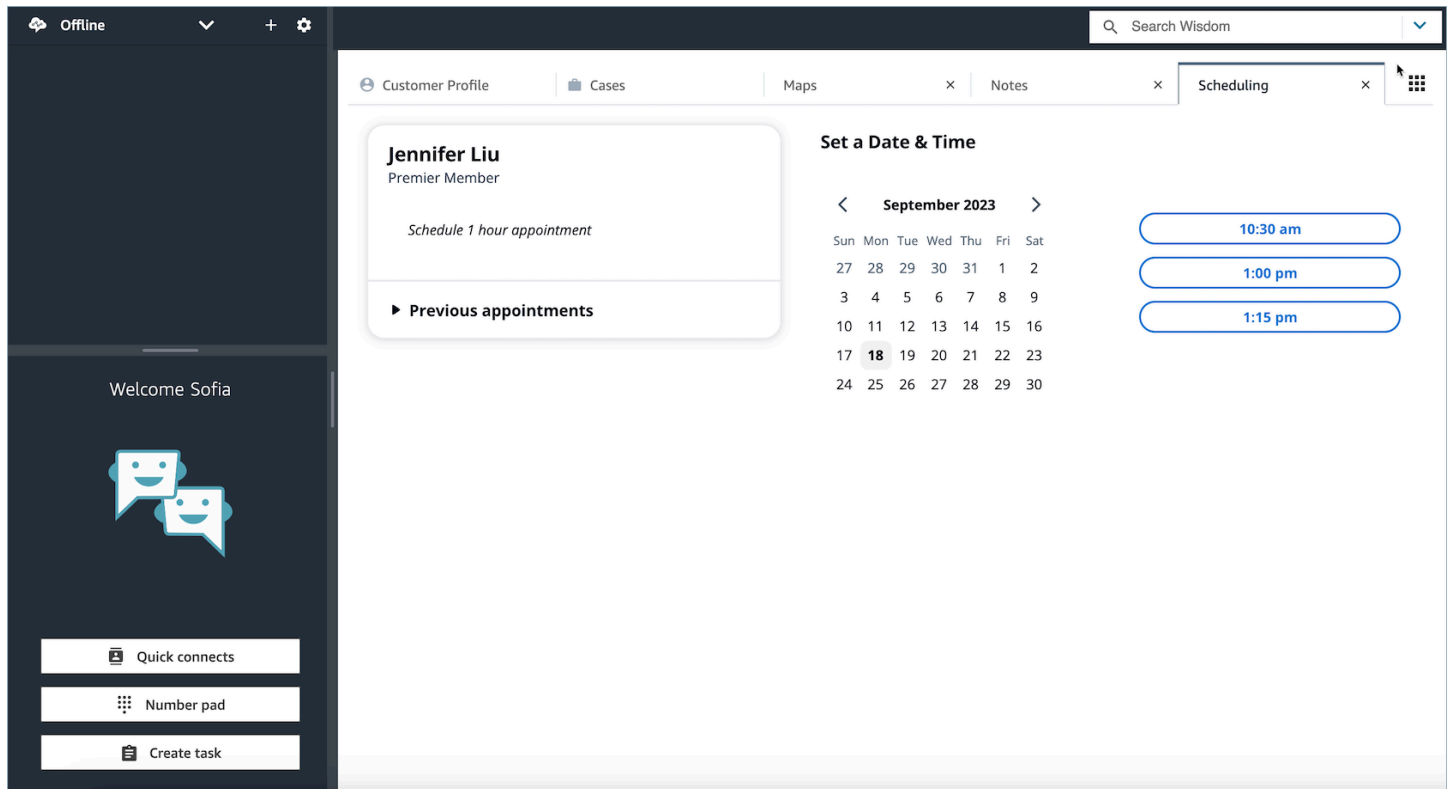 Offline
Search Wisdom
Customer Profile
Cases
Maps
Notes
Scheduling
Jennifer Liu
Premier Member
Schedule 1 hour appointment
Previous appointments
Set a Date & Time
September 2023
Sun Mon Tue Wed Thu Fri Sat
27 28 29 30 31 1 2
3 4 5 6 7 8 9
10 11 12 13 14 15 16
17 18 19 20 21 22 23
24 25 26 27 28 29 30
10:30 am
1:00 pm
1:15 pm
Welcome Sofia
Quick connects
Number pad
Create task